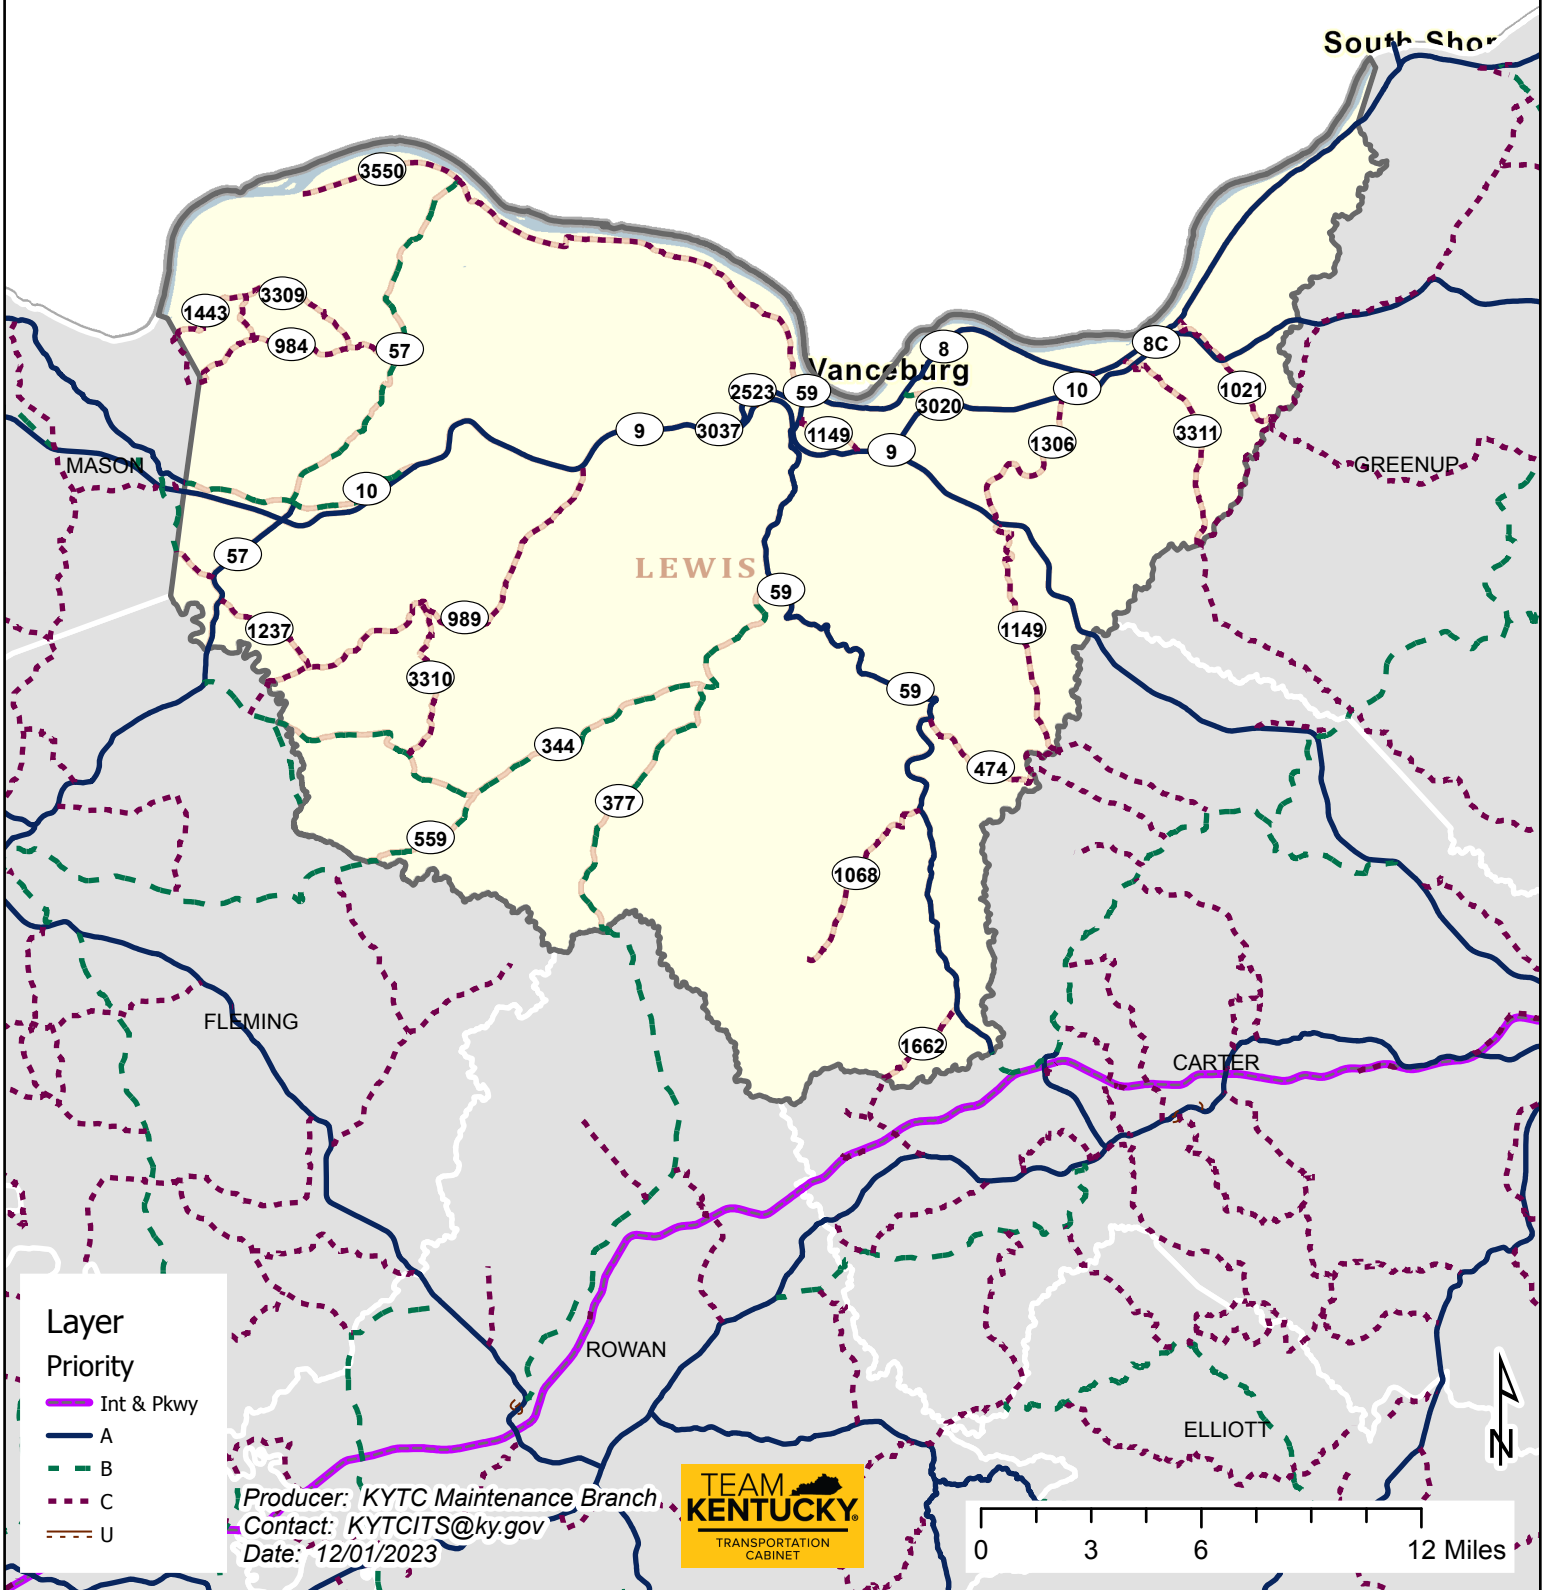 South Shor
3550
3309
1443
984
57
8
8C
Vanceburg
2523
59
10
1021
3020
9
3037
1149
9
1306
3311
MASON
GREENUP
10
57
LEWIS
59
989
1237
1149
3310
59
344
474
377
559
1068
FLEMING
1662
CARTER
ROWAN
ELLIOTT
Layer
Priority
Int & Pkwy
A
B
C
U
Producer: KYTC Maintenance Branch
Contact: KYTCITS@ky.gov
Date: 12/01/2023
TEAM
KENTUCKY®
TRANSPORTATION
CABINET
0 3 6 12 Miles
N